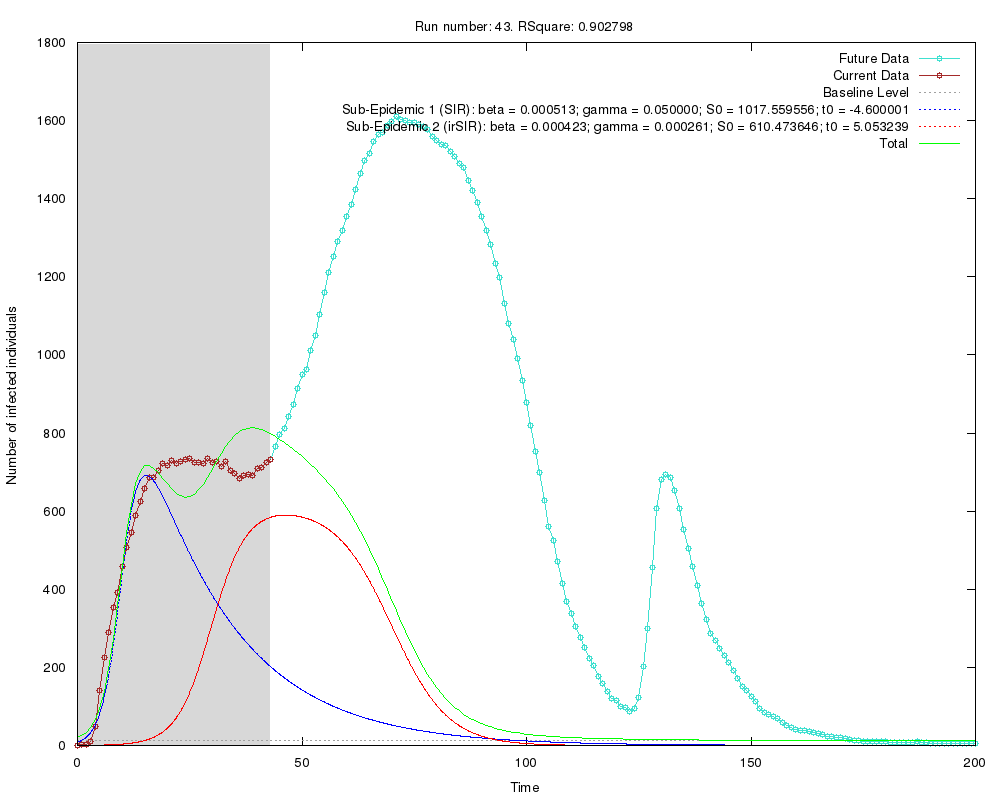 Run number: 43. RSquare: 0.902798
Future Data
Current Data
Baseline Level
Sub-Epidemic 1 (SIR): beta = 0.000513; gamma = 0.050000; S0 = 1017.559556; t0 = -4.600001
Sub-Epidemic 2 (irSIR): beta = 0.000423; gamma = 0.000261; S0 = 610.473646; t0 = 5.053239
Total
Number of infected individuals
1800
1600
1400
1200
1000
800
600
400
200
0
0 50 100 150 200
Time